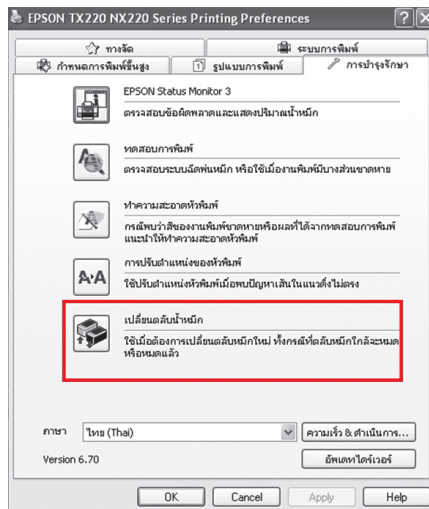 EPSON TX220 NX220 Series Printing Preferences
ทางลัด
ระบบการพิมพ์
กำหนดการพิมพ์ขั้นสูง
รูปแบบการพิมพ์
การบำรุงรักษา
EPSON Status Monitor 3
ตรวจสอบข้อผิดพลาดและแสดงปริมาณน้ำหมึก
ทดสอบการพิมพ์
ตรวจสอบระบบฉีดพ่นหมึก หรือใช้เมื่องานพิมพ์มีบางส่วนขาดหาย
ทำความสะอาดหัวพิมพ์
กรณีพบว่าสีของงานพิมพ์ขาดหายหรือผลที่ได้จากทดสอบการพิมพ์
แนะนำให้ทำความสะอาดหัวพิมพ์
การปรับตำแหน่งของหัวพิมพ์
ใช้ปรับตำแหน่งหัวพิมพ์เมื่อพบปัญหาเส้นในแนวดิ่งไม่ตรง
เปลี่ยนตลับน้ำหมึก
ใช้เมื่อต้องการเปลี่ยนตลับหมึกใหม่ ทั้งกรณีที่ตลับหมึกใกล้จะหมด
หรือหมดแล้ว
ภาษา
ไทย (Thai)
ความเร็ว & ดำเนินการ...
Version 6.70
อัพเดทไดร์เวอร์
OK
Cancel
Apply
Help